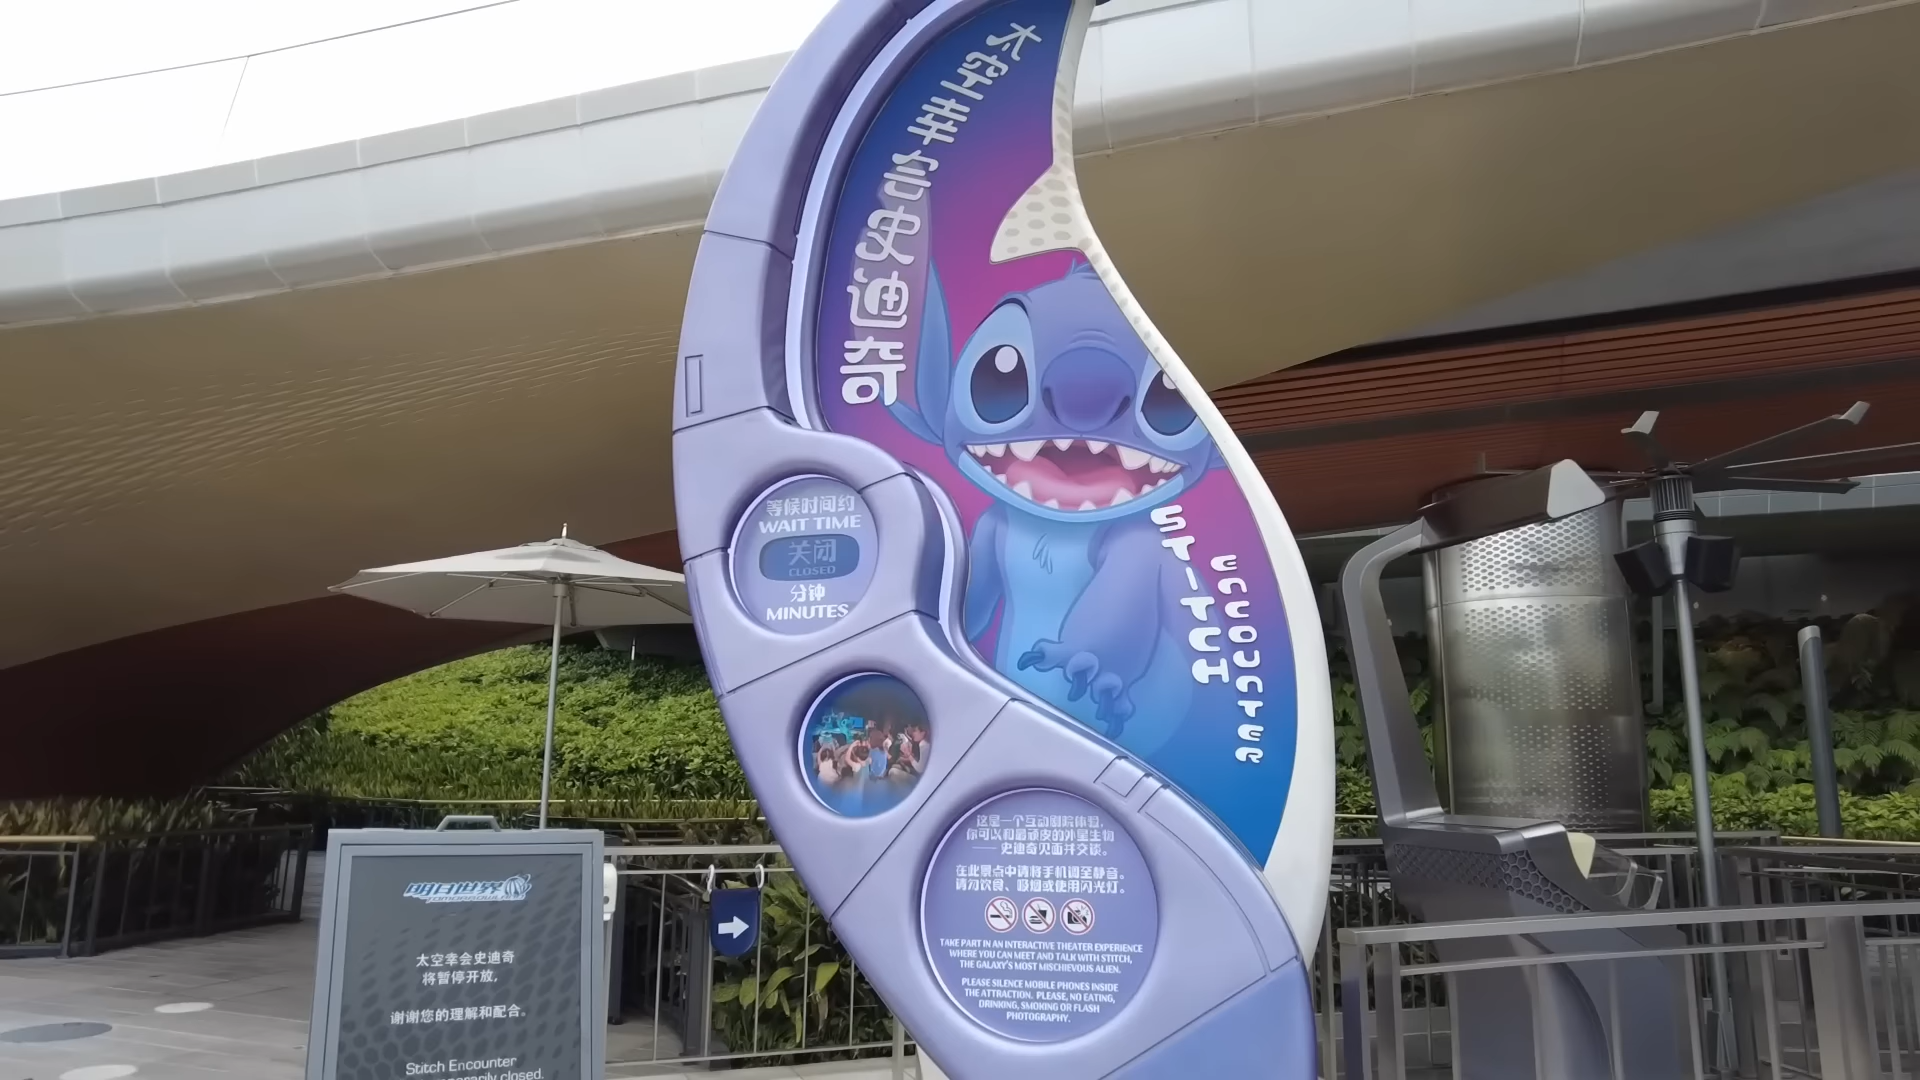 太空幸会史迪奇
STITCH
ENCOUNTER
等候时间约
WAIT TIME
关闭
CLOSED
分钟
MINUTES
这是一个互动剧院体验,
你可以和最顽皮的外星生物
——史迪奇见面并交谈。
在此景点中请将手机调至静音。
请勿饮食、吸烟或使用闪光灯。
TAKE PART IN AN INTERACTIVE THEATER EXPERIENCE
WHERE YOU CAN MEET AND TALK WITH STITCH,
THE GALAXY'S MOST MISCHIEVOUS ALIEN.
PLEASE SILENCE MOBILE PHONES INSIDE
THE ATTRACTION. PLEASE, NO EATING,
DRINKING, SMOKING OR FLASH
PHOTOGRAPHY.
明日世界
TOMORROWLAND
太空幸会史迪奇
将暂停开放,
谢谢您的理解和配合。
Stitch Encounter
closed.